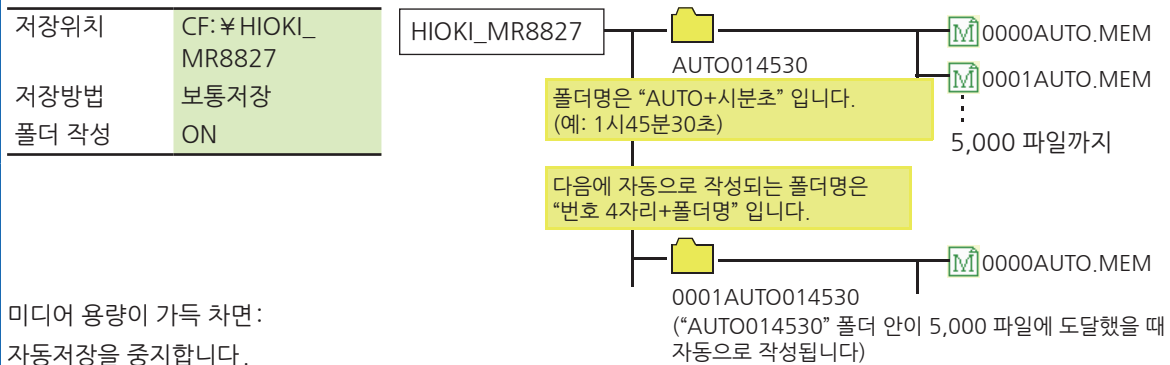 저장위치 CF:￥HIOKI_
MR8827
저장방법 보통저장
폴더 작성 ON
HIOKI_MR8827
AUTO014530
0000AUTO.MEM
0001AUTO.MEM
5,000 파일까지
폴더명은 “AUTO+시분초” 입니다.
(예: 1시45분30초)
다음에 자동으로 작성되는 폴더명은
“번호 4자리+폴더명” 입니다.
0000AUTO.MEM
0001AUTO014530
(“AUTO014530” 폴더 안이 5,000 파일에 도달했을 때
자동으로 작성됩니다)
미디어 용량이 가득 차면:
자동저장을 중지합니다.